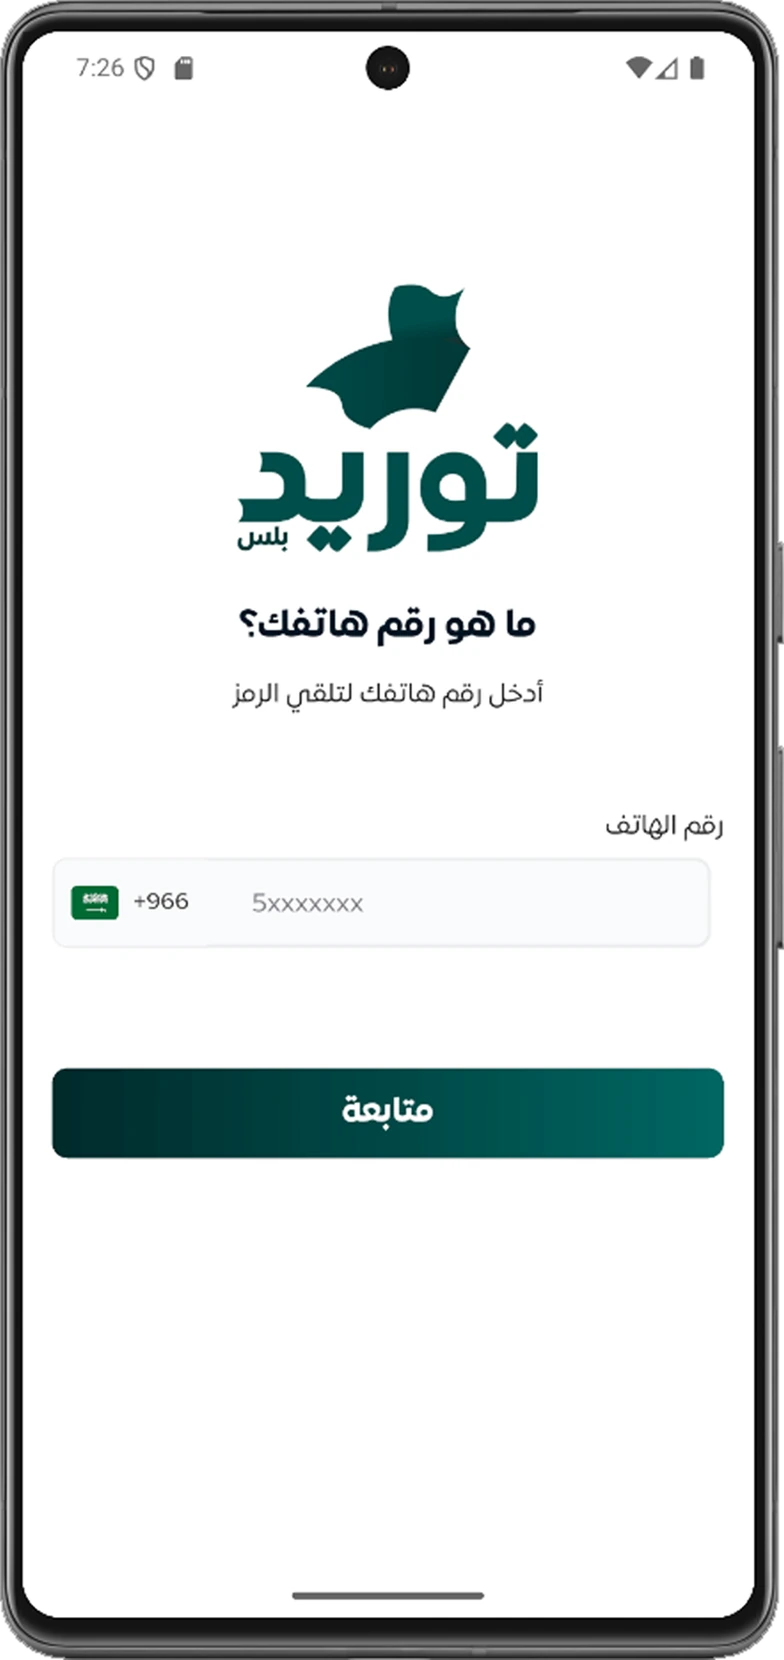 7:26
توريد
بلس
ما هو رقم هاتفك؟
أدخل رقم هاتفك لتلقي الرمز
رقم الهاتف
+966 5xxxxxxx
متابعة